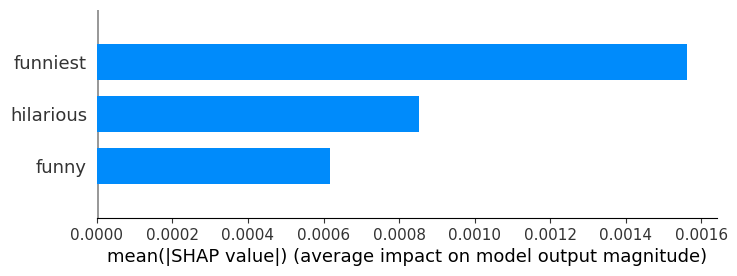 funniest
hilarious
funny
0.0000 0.0002 0.0004 0.0006 0.0008 0.0010 0.0012 0.0014 0.0016
mean(|SHAP value|) (average impact on model output magnitude)